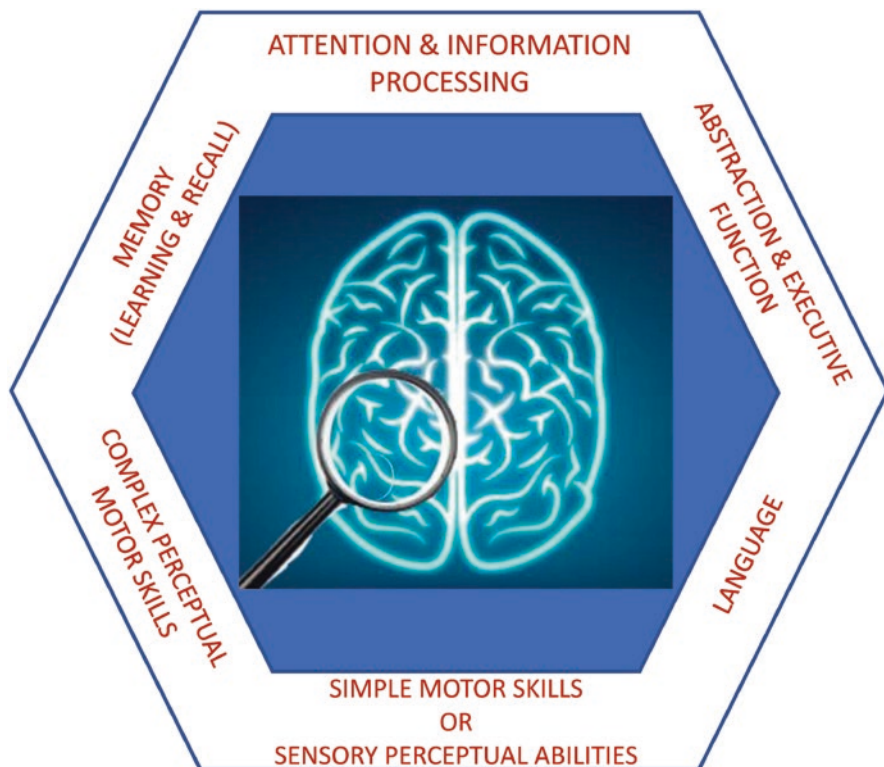 ATTENTION & INFORMATION
PROCESSING
ABSTRACTION & EXECUTIVE
FUNCTION
LANGUAGE
SIMPLE MOTOR SKILLS
OR
SENSORY PERCEPTUAL ABILITIES
COMPLEX PERCEPTUAL
MOTOR SKILLS
MEMORY
(LEARNING & RECALL)